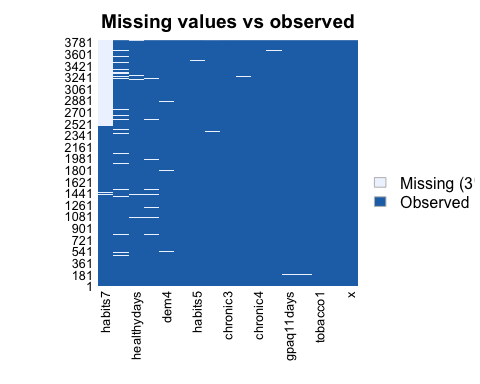 Missing values vs observed
3781
3601
3421
3241
3061
2881
2701
2521
2341
2161
1981
1801
1621
1441
1261
1081
901
721
541
361
181
1
Missing (3
Observed
habits7
healthydays
dem4
habits5
chronic3
chronic4
gpaq11days
tobacco1
x